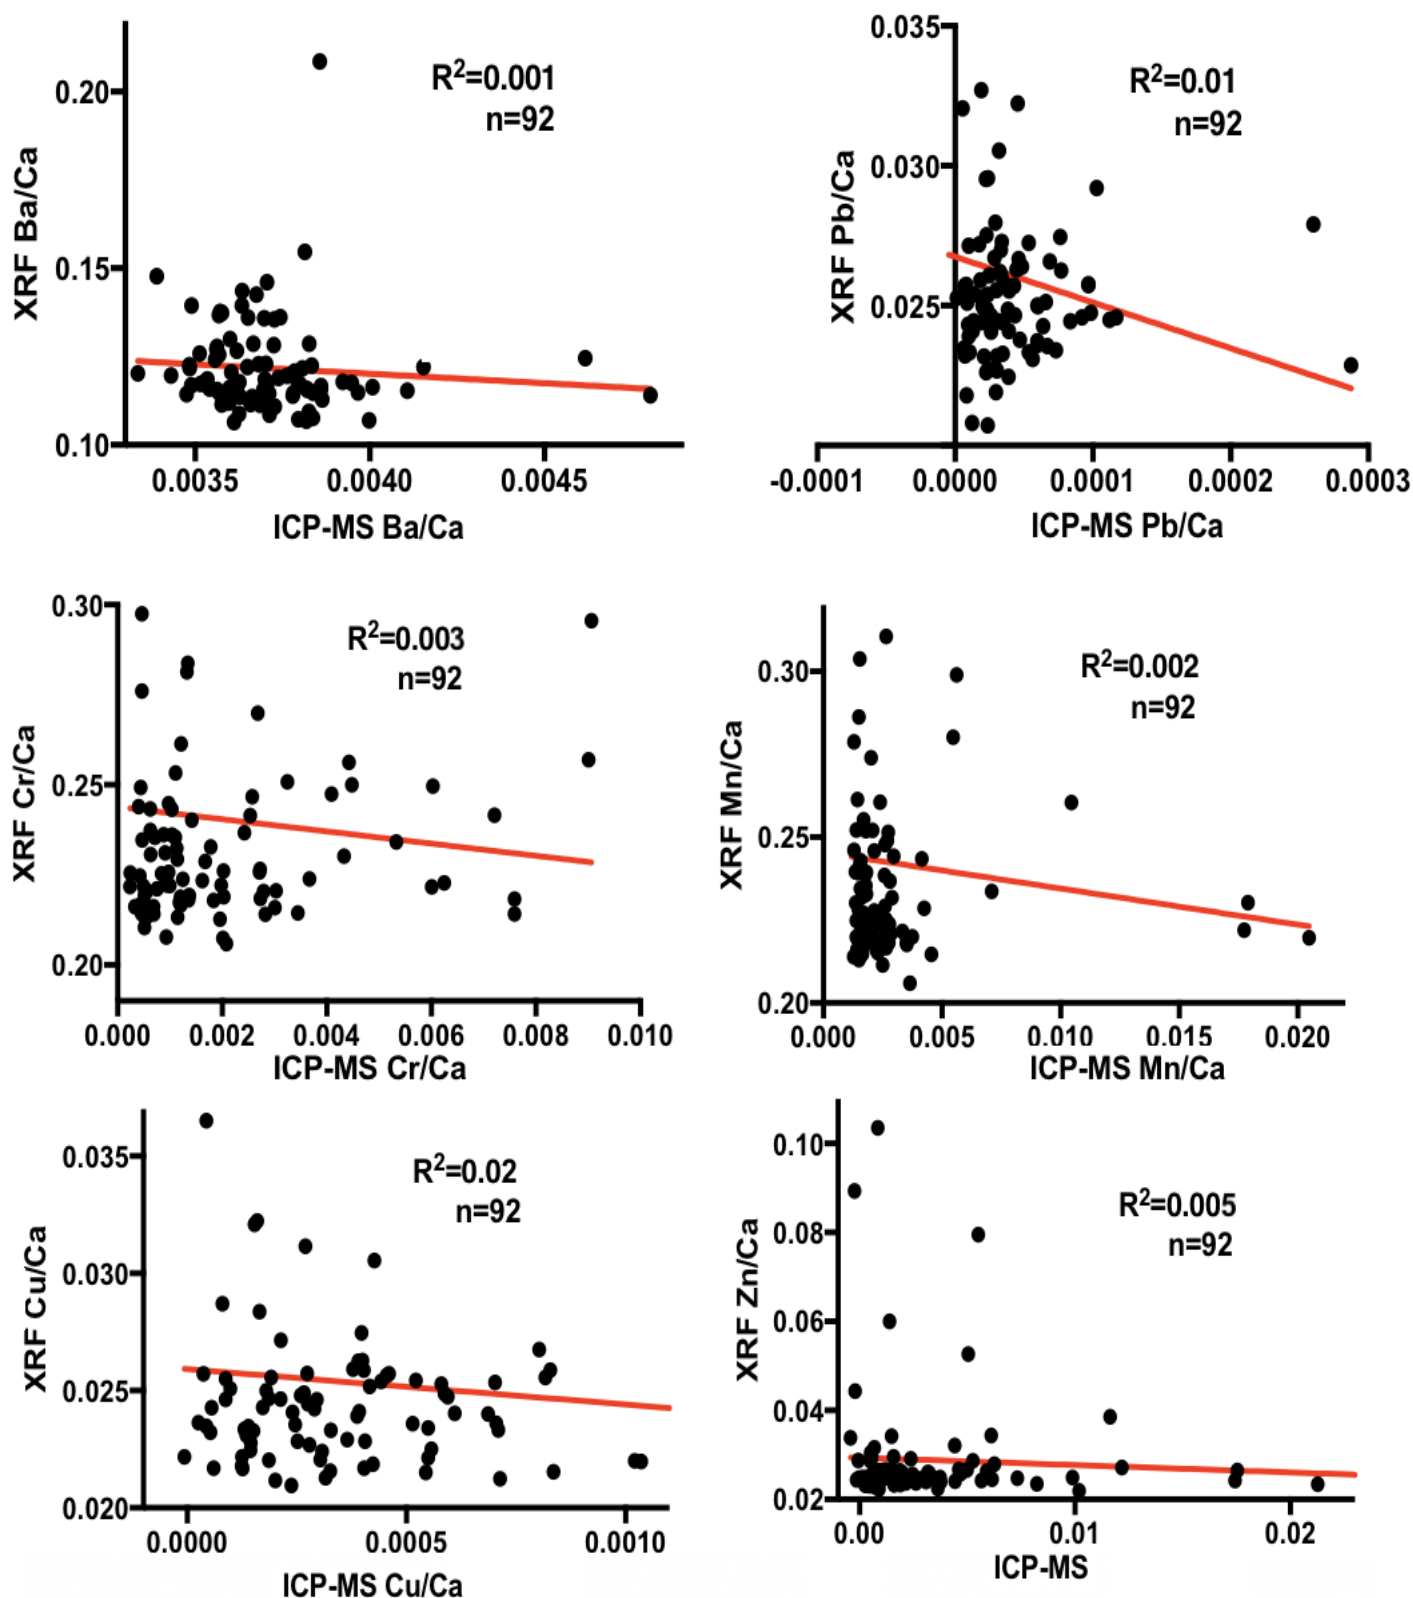 R²=0.001
n=92
0.20
0.15
0.10
XRF Ba/Ca
0.0035 0.0040 0.0045
ICP-MS Ba/Ca
R²=0.01
n=92
0.035
0.030
0.025
XRF Pb/Ca
-0.0001 0.0000 0.0001 0.0002 0.0003
ICP-MS Pb/Ca
R²=0.003
n=92
0.30
0.25
0.20
XRF Cr/Ca
0.000 0.002 0.004 0.006 0.008 0.010
ICP-MS Cr/Ca
R²=0.002
n=92
0.30
0.25
0.20
XRF Mn/Ca
0.000 0.005 0.010 0.015 0.020
ICP-MS Mn/Ca
R²=0.02
n=92
0.035
0.030
0.025
0.020
XRF Cu/Ca
0.0000 0.0005 0.0010
ICP-MS Cu/Ca
R²=0.005
n=92
0.10
0.08
0.06
0.04
0.02
XRF Zn/Ca
0.00 0.01 0.02
ICP-MS